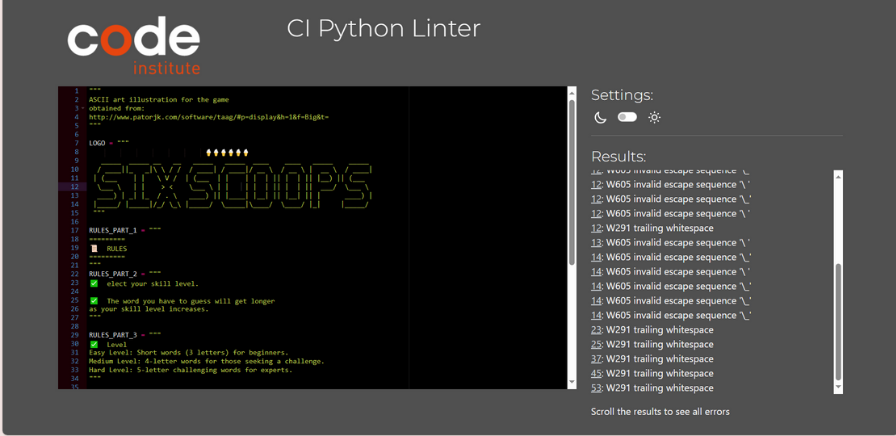 code
institute
CI Python Linter
1 """
2 ASCII art illustration for the game
3 obtained from:
4 http://www.patorjk.com/software/taag/#p=display&h=1&f=Big&t=
5 """
6
7 LOGO = """
8
9
10
11
12
13
14
15 """
16
17 RULES_PART_1 = """
18 =========
19 RULES
20 =========
21 """
22 RULES_PART_2 = """
23 ✅ elect your skill level.
24
25 ✅ The word you have to guess will get longer
26 as your skill level increases.
27 """
28
29 RULES_PART_3 = """
30 ✅ Level
31 Easy Level: Short words (3 letters) for beginners.
32 Medium Level: 4-letter words for those seeking a challenge.
33 Hard Level: 5-letter challenging words for experts.
34 """
35
SIXSCOOPS
Settings:
Results:
12: W605 invalid escape sequence '\_'
12: W605 invalid escape sequence '\ '
12: W605 invalid escape sequence '\_'
12: W605 invalid escape sequence '\ '
12: W291 trailing whitespace
13: W605 invalid escape sequence '\ '
14: W605 invalid escape sequence '\_'
14: W605 invalid escape sequence '\ '
14: W605 invalid escape sequence '\_'
14: W605 invalid escape sequence '\_'
14: W605 invalid escape sequence '\_'
23: W291 trailing whitespace
25: W291 trailing whitespace
37: W291 trailing whitespace
45: W291 trailing whitespace
53: W291 trailing whitespace
Scroll the results to see all errors